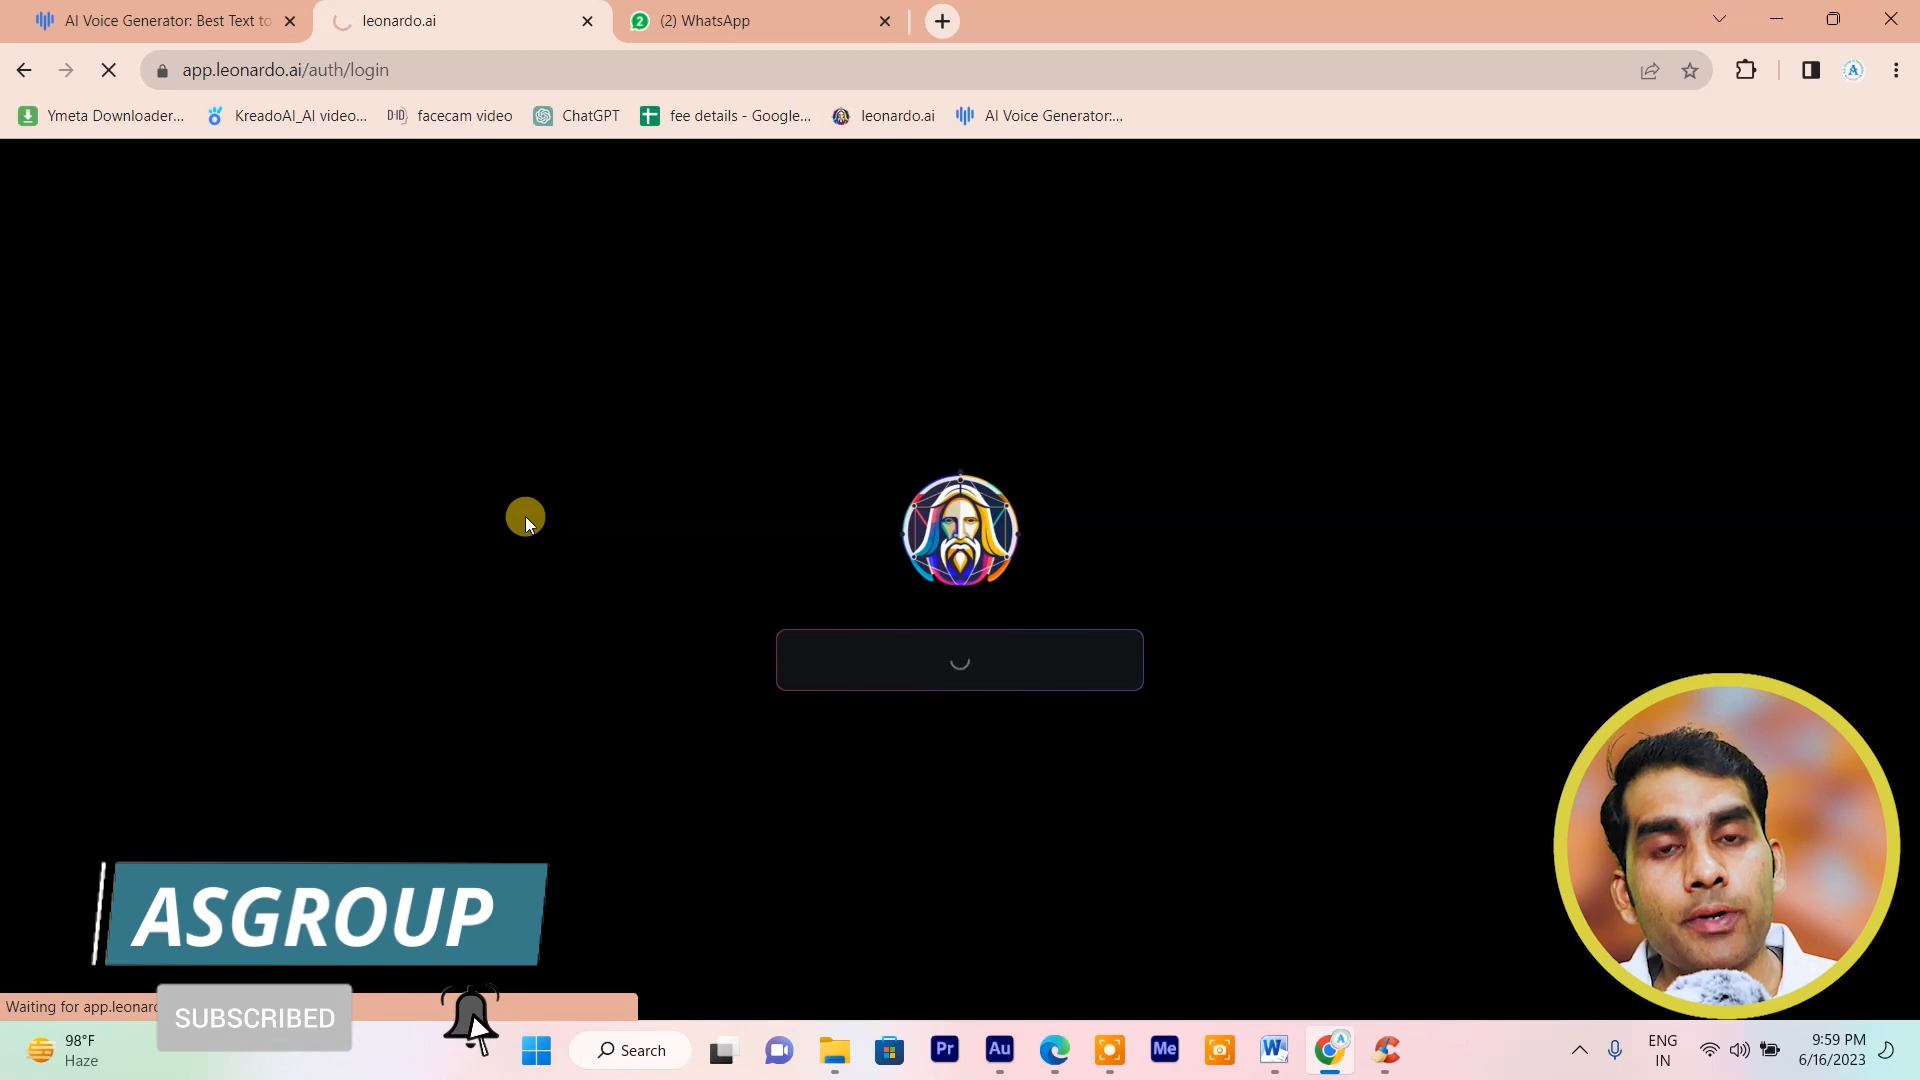 AI Voice Generator: Best Text to
leonardo.ai
(2) WhatsApp
app.leonardo.ai/auth/login
Ymeta Downloader...
KreadoAI_AI video...
D·ID facecam video
ChatGPT
fee details - Google...
leonardo.ai
AI Voice Generator:...
ASGROUP
Waiting for app.leonard
SUBSCRIBED
98°F
Haze
Search
Pr
Au
Me
W
ENG
IN
9:59 PM
6/16/2023